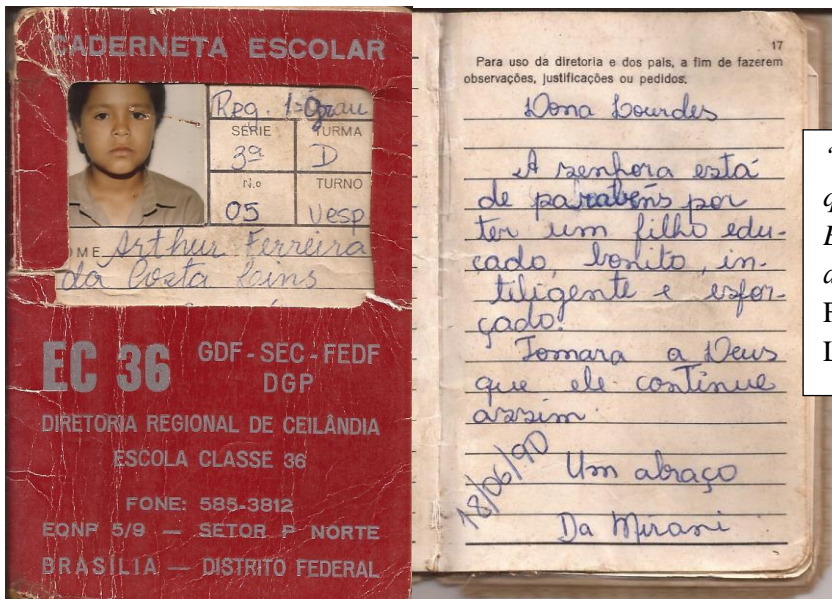 CADERNETA ESCOLAR
Reg. 1º Grau
SÉRIE
TURMA
3ª
D
N.o
TURNO
05
Vesp
OME Arthur Ferreira
da Costa Lins
EC 36
GDF - SEC - FEDF
DGP
DIRETORIA REGIONAL DE CEILÂNDIA
ESCOLA CLASSE 36
FONE: 585-3812
EQNP 5/9 — SETOR P NORTE
BRASÍLIA — DISTRITO FEDERAL
17
Para uso da diretoria e dos pais, a fim de fazerem
observações, justificações ou pedidos.
Dona Lourdes
A senhora está
de parabéns por
ter um filho edu-
cado, bonito, in-
tiligente e esfor-
çado!
Tomara a Deus
que ele continue
assim.
18/06/90
Um abraço
Da Mirani